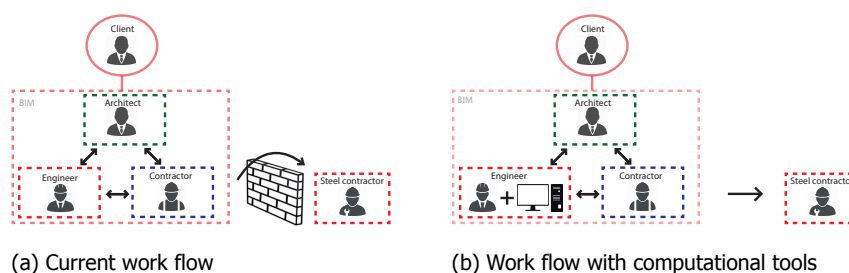 Client
BIM
Architect
Engineer
Contractor
Steel contractor
(a) Current work flow
Client
BIM
Architect
Engineer
Contractor
Steel contractor
(b) Work flow with computational tools